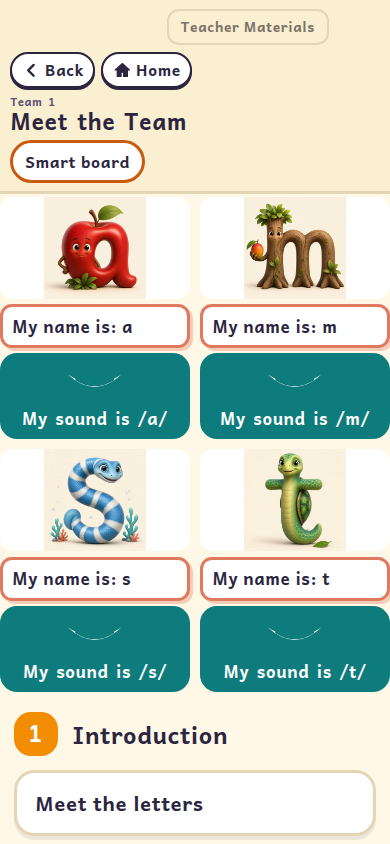 Teacher Materials
Back
Home
Team 1
Meet the Team
Smart board
My name is: a
My name is: m
My sound is /a/
My sound is /m/
My name is: s
My name is: t
My sound is /s/
My sound is /t/
1 Introduction
Meet the letters